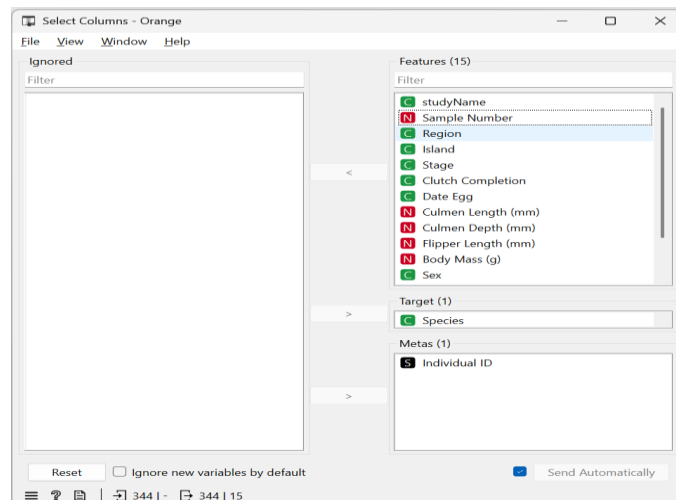 Select Columns - Orange
File View Window Help
Ignored
Filter
Features (15)
Filter
C studyName
N Sample Number
C Region
C Island
C Stage
C Clutch Completion
C Date Egg
N Culmen Length (mm)
N Culmen Depth (mm)
N Flipper Length (mm)
N Body Mass (g)
C Sex
<
Target (1)
>
C Species
Metas (1)
S Individual ID
>
Reset
Ignore new variables by default
Send Automatically
? 344 | - 344 | 15